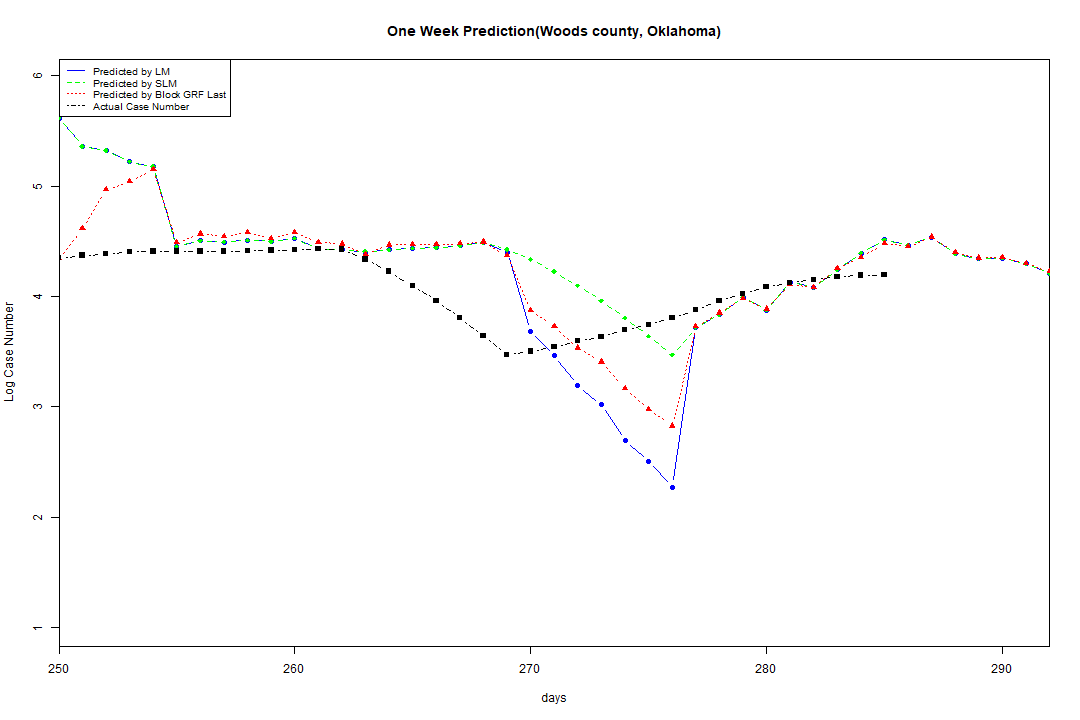 One Week Prediction(Woods county, Oklahoma)
Predicted by LM
Predicted by SLM
Predicted by Block GRF Last
Actual Case Number
6
5
4
3
2
1
Log Case Number
250 260 270 280 290
days